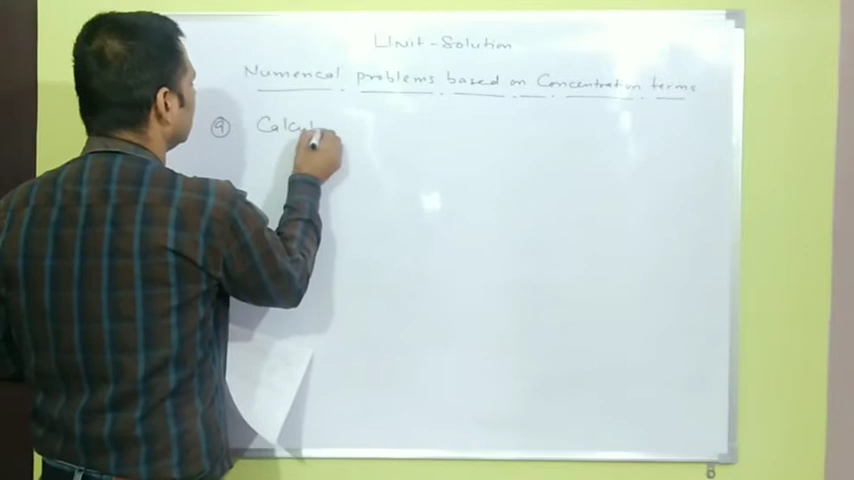 Unit-Solution
Numerical problems based on Concentration terms
(9) Calcul